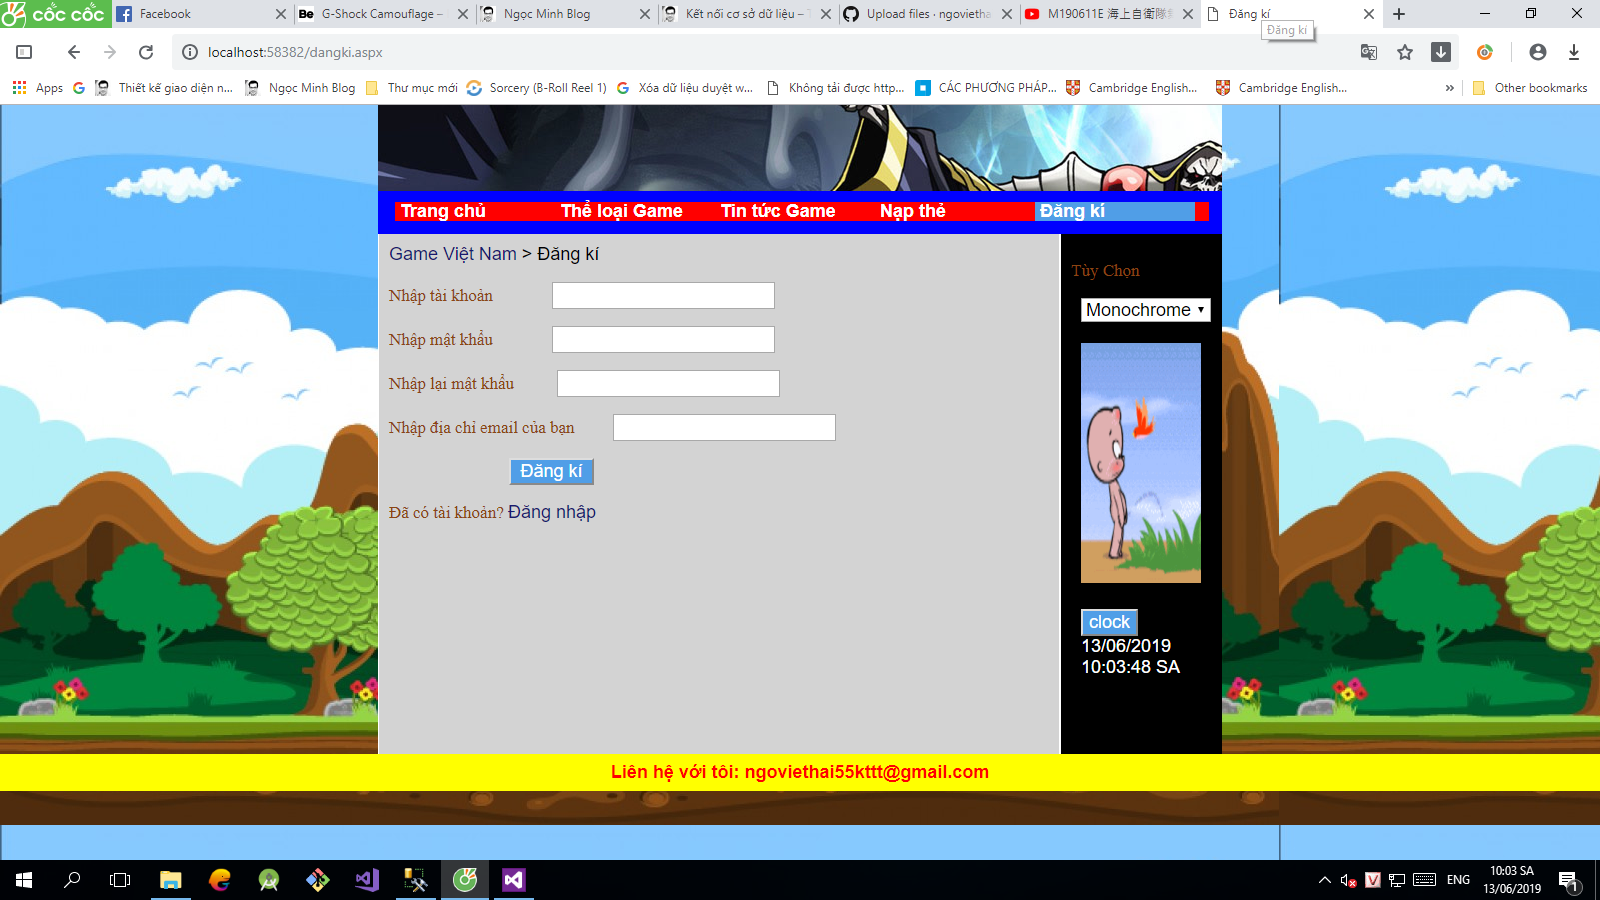 cốc cốc
Facebook
Be G-Shock Camouflage –
Ngọc Minh Blog
Kết nối cơ sở dữ liệu –
Upload files · ngovietha
M190611E 海上自衛隊
Đăng kí
Đăng kí
localhost:58382/dangki.aspx
Apps
Thiết kế giao diện n...
Ngọc Minh Blog
Thư mục mới
Sorcery (B-Roll Reel 1)
Xóa dữ liệu duyệt w...
Không tải được http...
CÁC PHƯƠNG PHÁP...
Cambridge English...
Cambridge English...
»
Other bookmarks
Trang chủ
Thể loại Game
Tin tức Game
Nạp thẻ
Đăng kí
Game Việt Nam > Đăng kí
Nhập tài khoản
Nhập mật khẩu
Nhập lại mật khẩu
Nhập địa chỉ email của bạn
Đăng kí
Đã có tài khoản? Đăng nhập
Tùy Chọn
Monochrome
clock
13/06/2019
10:03:48 SA
Liên hệ với tôi: ngoviethai55kttt@gmail.com
V
ENG
10:03 SA
13/06/2019
1